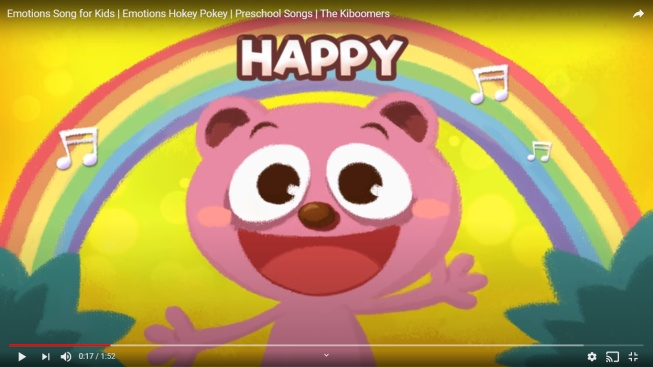 Emotions Song for Kids | Emotions Hokey Pokey | Preschool Songs | The Kiboomers
HAPPY
0:17 / 1:52